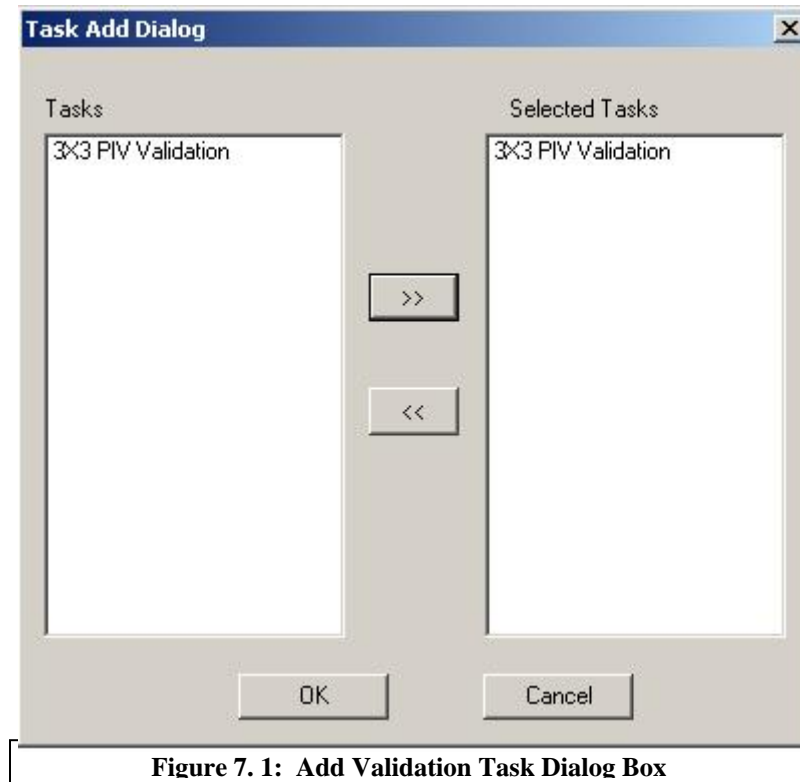 Task Add Dialog
Tasks
Selected Tasks
3X3 PIV Validation
3X3 PIV Validation
>>
<<
OK
Cancel
Figure 7. 1: Add Validation Task Dialog Box